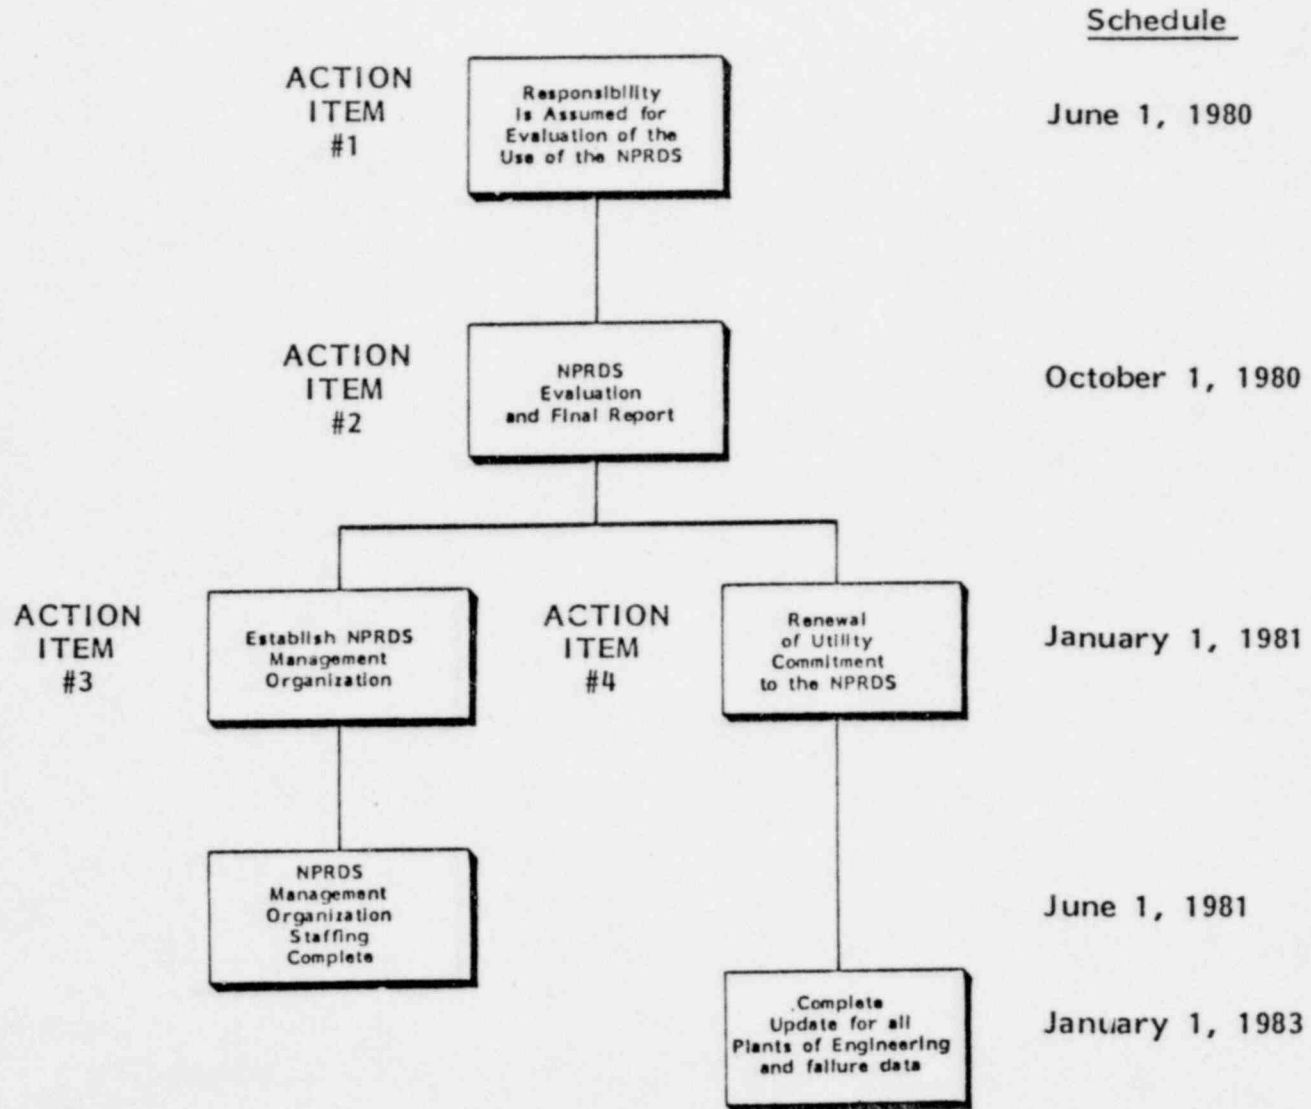 Schedule
ACTION
ITEM
#1
Responsibility
is Assumed for
Evaluation of the
Use of the NPRDS
June 1, 1980
ACTION
ITEM
#2
NPRDS
Evaluation
and Final Report
October 1, 1980
ACTION
ITEM
#3
Establish NPRDS
Management
Organization
ACTION
ITEM
#4
Renewal
of Utility
Commitment
to the NPRDS
January 1, 1981
NPRDS
Management
Organization
Staffing
Complete
June 1, 1981
Complete
Update for all
Plants of Engineering
and failure data
January 1, 1983